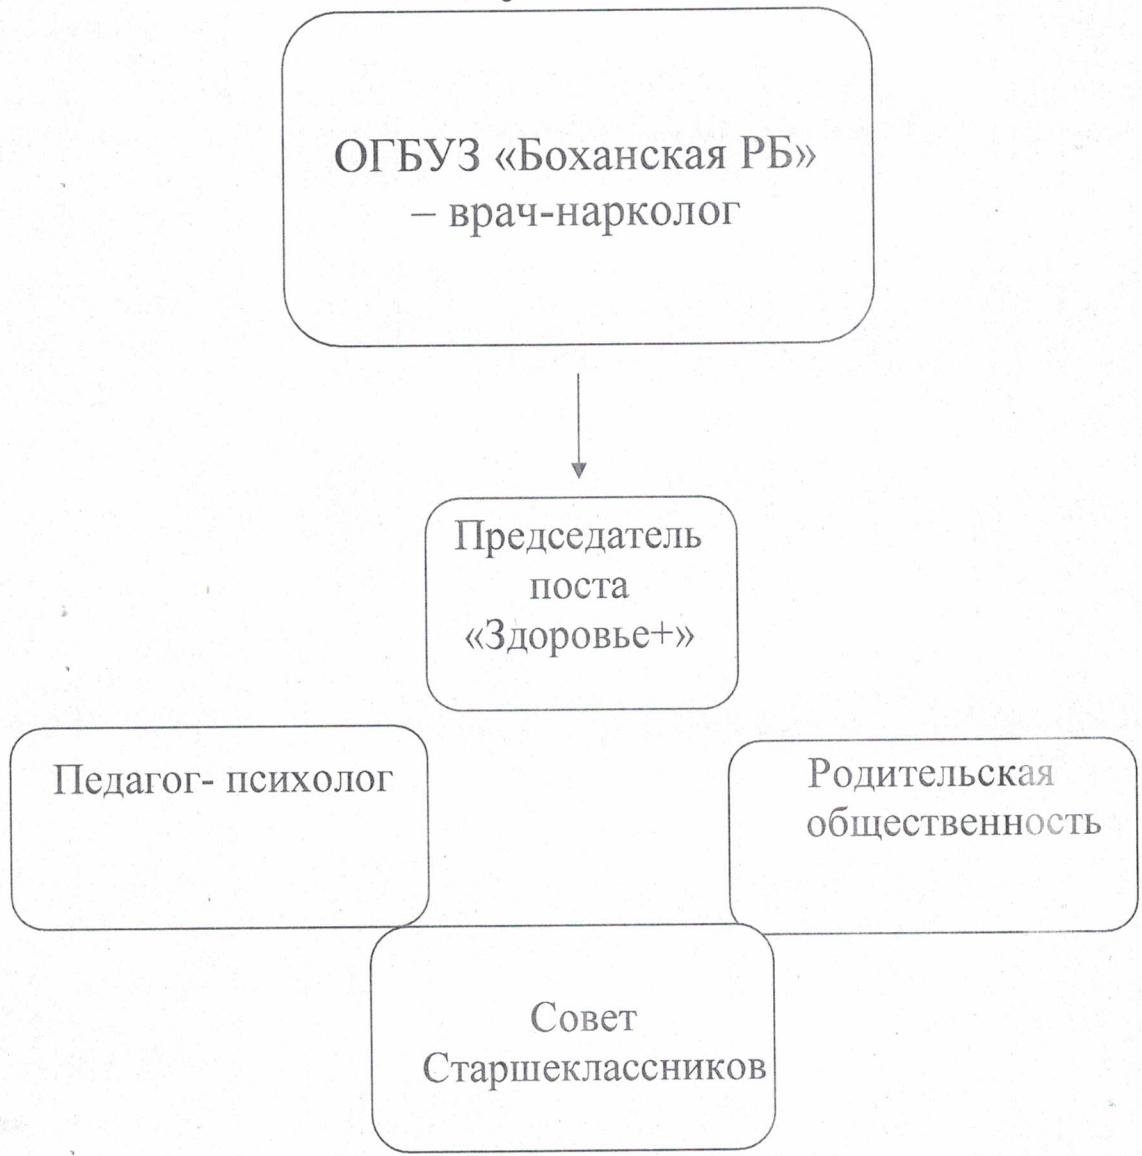 ОГБУЗ «Боханская РБ»
– врач-нарколог
Председатель
поста
«Здоровье+»
Педагог- психолог
Родительская
общественность
Совет
Старшеклассников